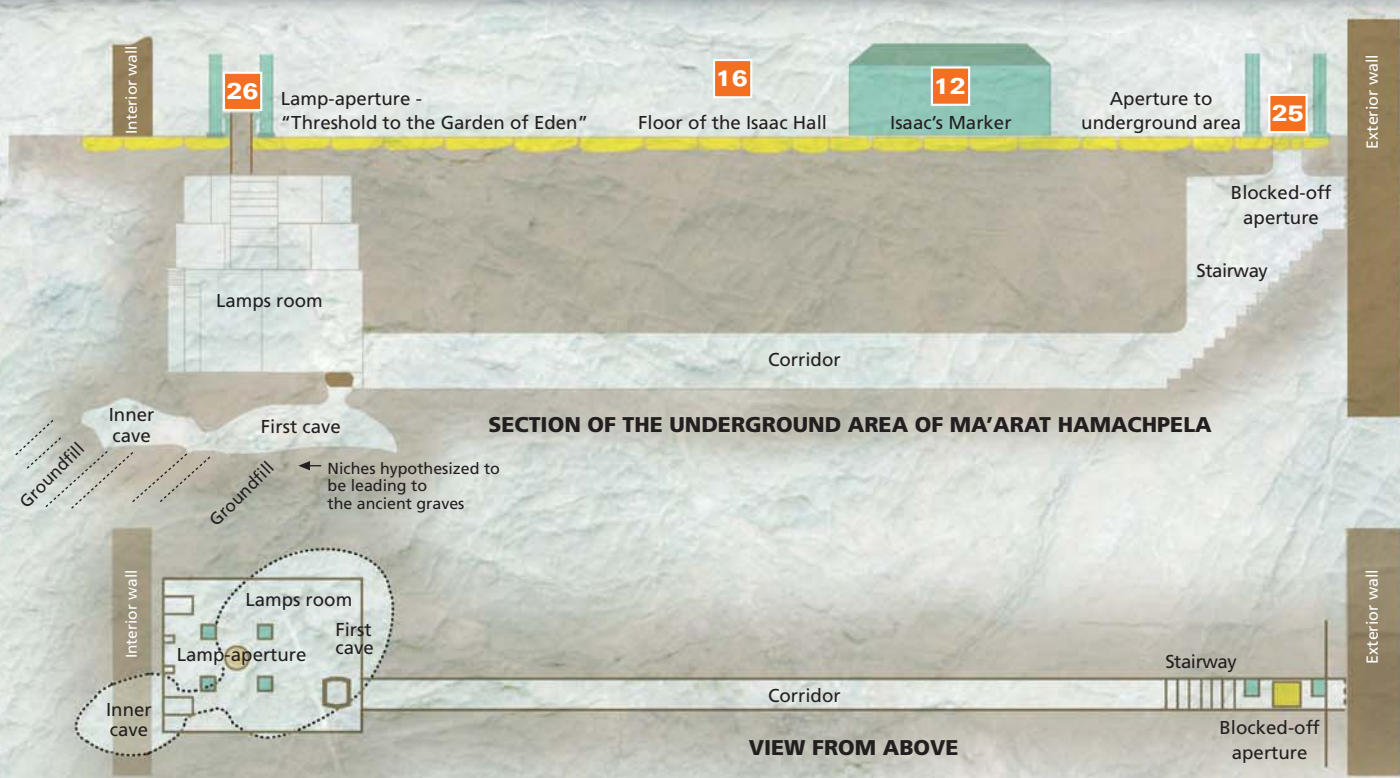 Interior wall
26
Lamp-aperture -
“Threshold to the Garden of Eden”
16
Floor of the Isaac Hall
12
Isaac’s Marker
Aperture to
underground area
25
Exterior wall
Blocked-off
aperture
Stairway
Lamps room
Corridor
Inner
cave
First cave
Groundfill
Groundfill
Niches hypothesized to
be leading to
the ancient graves
SECTION OF THE UNDERGROUND AREA OF MA’ARAT HAMACHPELA
Interior wall
Lamps room
First
cave
Lamp-aperture
Inner
cave
Corridor
Stairway
Blocked-off
aperture
Exterior wall
VIEW FROM ABOVE